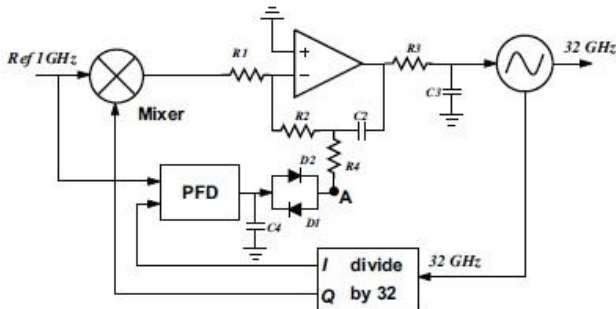 Ref 1GHz
R1
+
−
R3
32 GHz
Mixer
R2
C2
C3
R4
PFD
D2
A
D1
C4
I divide
Q by 32
32 GHz